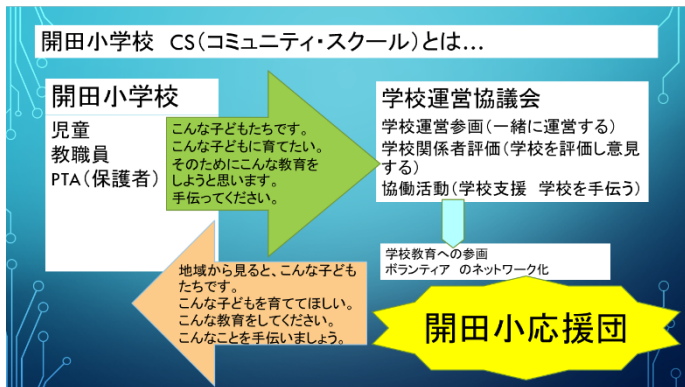 開田小学校 CS(コミュニティ・スクール)とは…
開田小学校
児童
教職員
PTA(保護者)
こんな子どもたちです。
こんな子どもに育てたい。
そのためにこんな教育を
しようと思います。
手伝ってください。
学校運営協議会
学校運営参画(一緒に運営する)
学校関係者評価(学校を評価し意見
する)
協働活動(学校支援 学校を手伝う)
学校教育への参画
ボランティア のネットワーク化
地域から見ると、こんな子ども
たちです。
こんな子どもを育ててほしい。
こんな教育をしてください。
こんなことを手伝いましょう。
開田小応援団